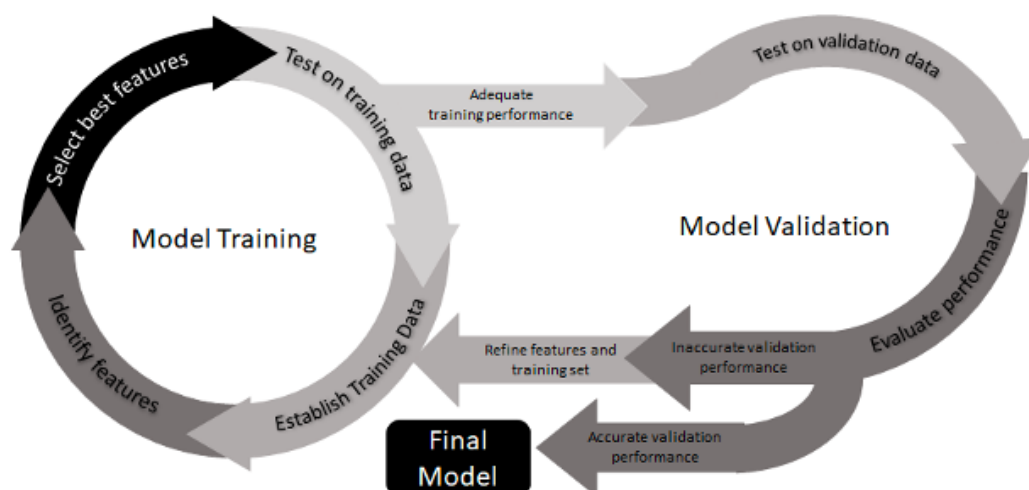 Select best features
Test on training data
Establish Training Data
Identify features
Model Training
Adequate
training performance
Test on validation data
Evaluate performance
Model Validation
Inaccurate validation
performance
Refine features and
training set
Accurate validation
performance
Final
Model